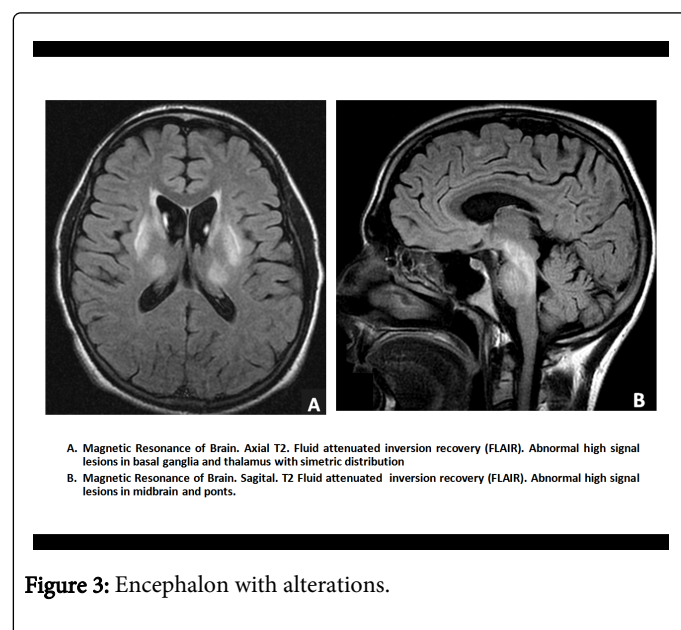 A
B
A. Magnetic Resonance of Brain. Axial T2. Fluid attenuated inversion recovery (FLAIR). Abnormal high signal
lesions in basal ganglia and thalamus with simetric distribution
B. Magnetic Resonance of Brain. Sagital. T2 Fluid attenuated inversion recovery (FLAIR). Abnormal high signal
lesions in midbrain and ponts.
Figure 3: Encephalon with alterations.